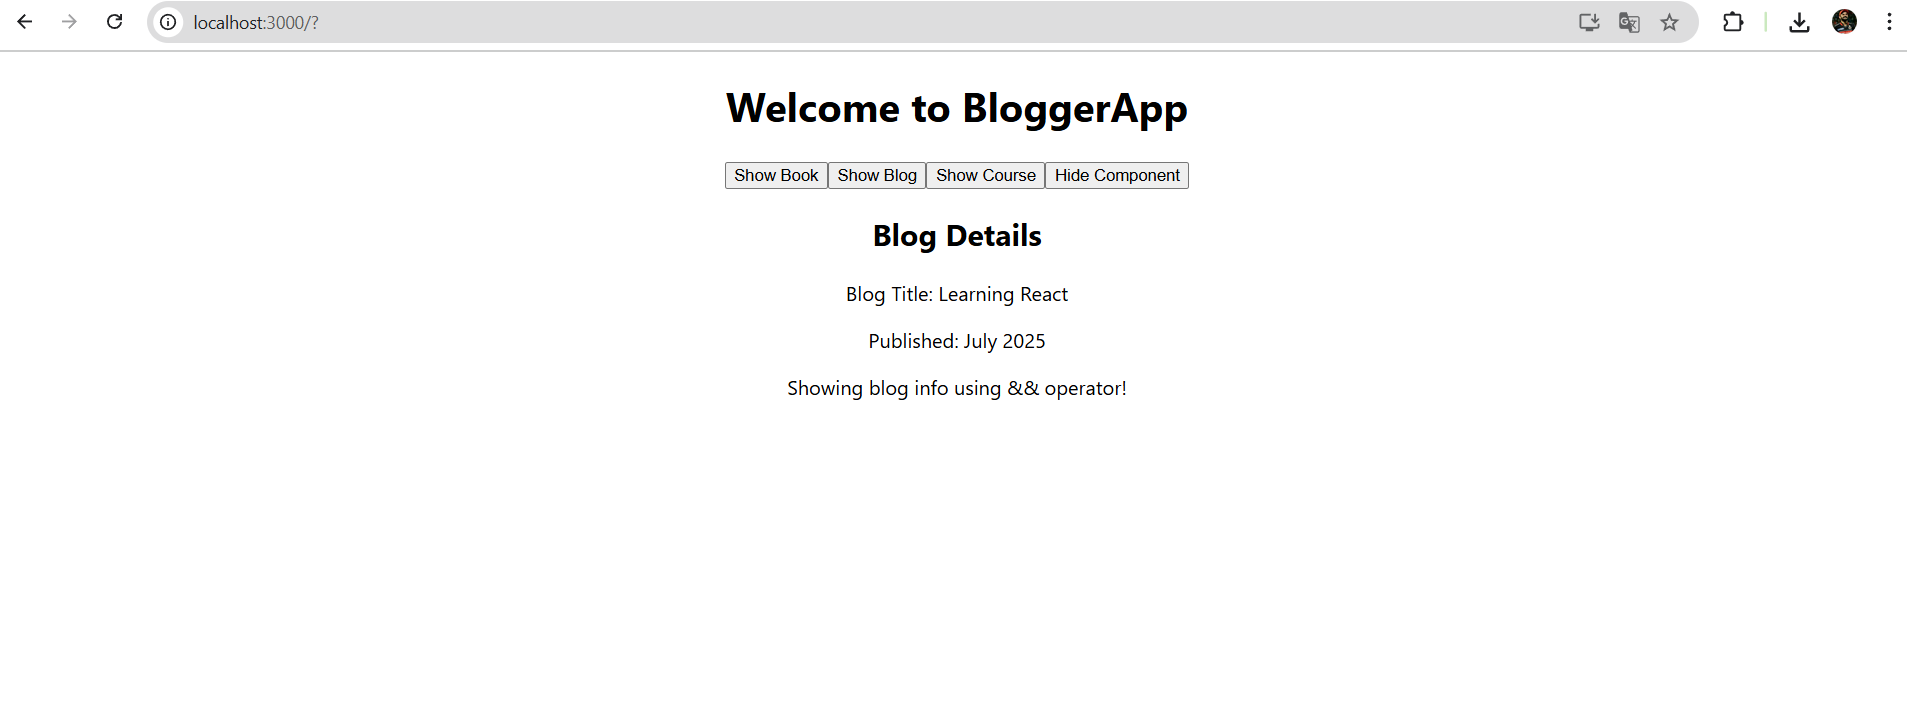 localhost:3000/?
Welcome to BloggerApp
Show Book Show Blog Show Course Hide Component
Blog Details
Blog Title: Learning React
Published: July 2025
Showing blog info using && operator!